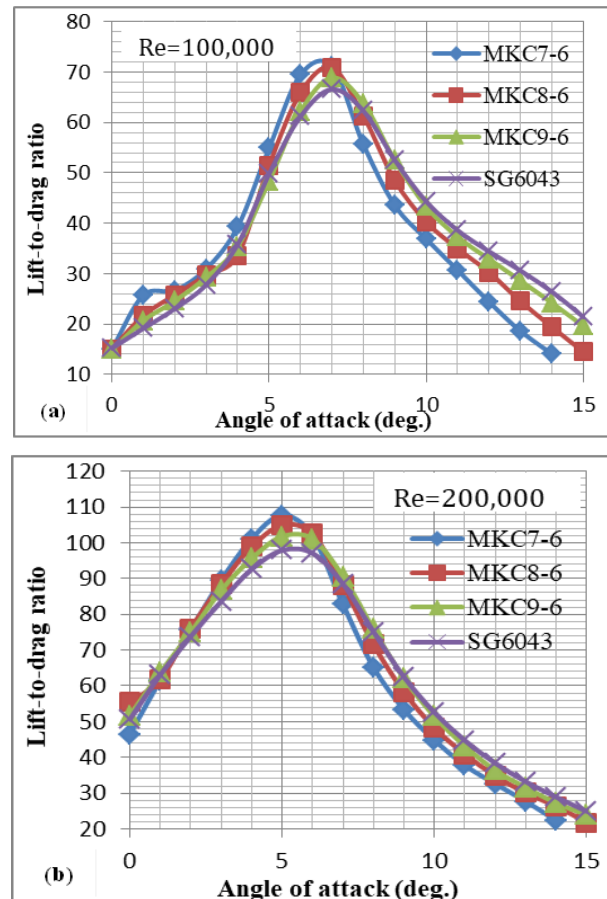 80
70
60
50
40
30
20
10
Lift-to-drag ratio
Re=100,000
MKC7-6
MKC8-6
MKC9-6
SG6043
0 5 10 15
(a) Angle of attack (deg.)
120
110
100
90
80
70
60
50
40
30
20
Lift-to-drag ratio
Re=200,000
MKC7-6
MKC8-6
MKC9-6
SG6043
0 5 10 15
(b) Angle of attack (deg.)